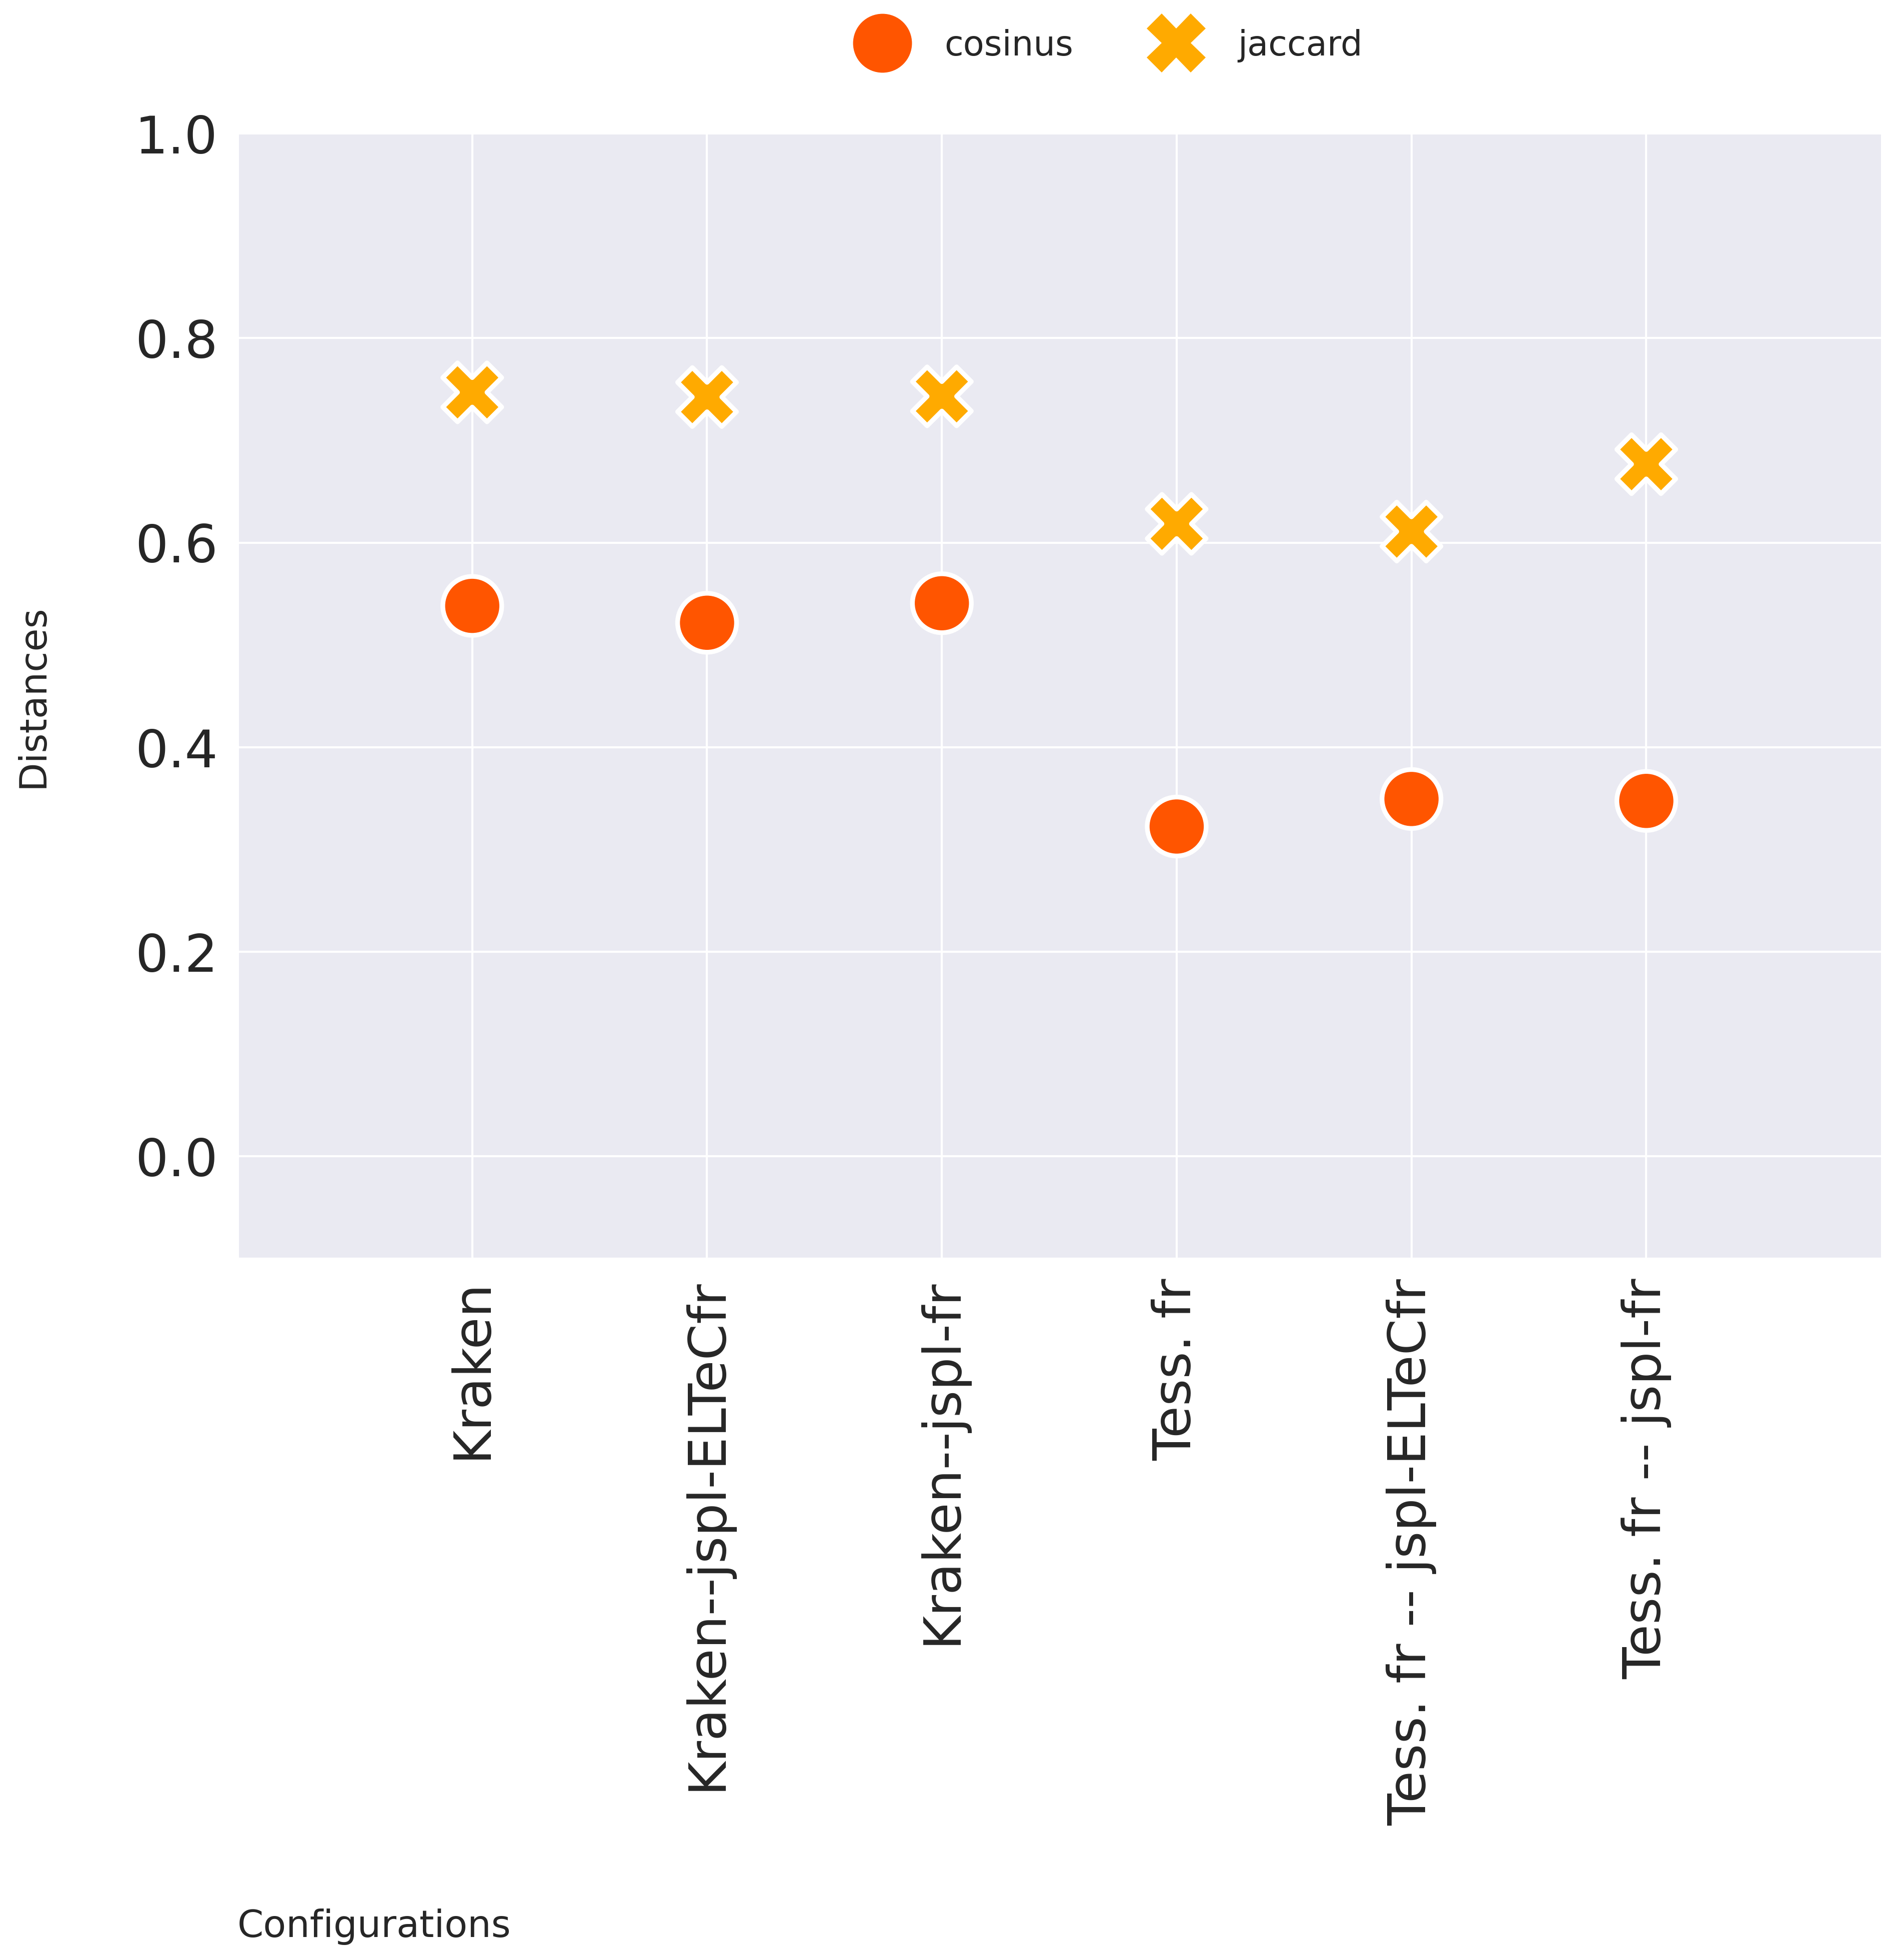 cosinus jaccard
1.0
0.8
0.6
0.4
0.2
0.0
Distances
Kraken
Kraken--jspl-ELTeCfr
Kraken--jspl-fr
Tess. fr
Tess. fr -- jspl-ELTeCfr
Tess. fr -- jspl-fr
Configurations